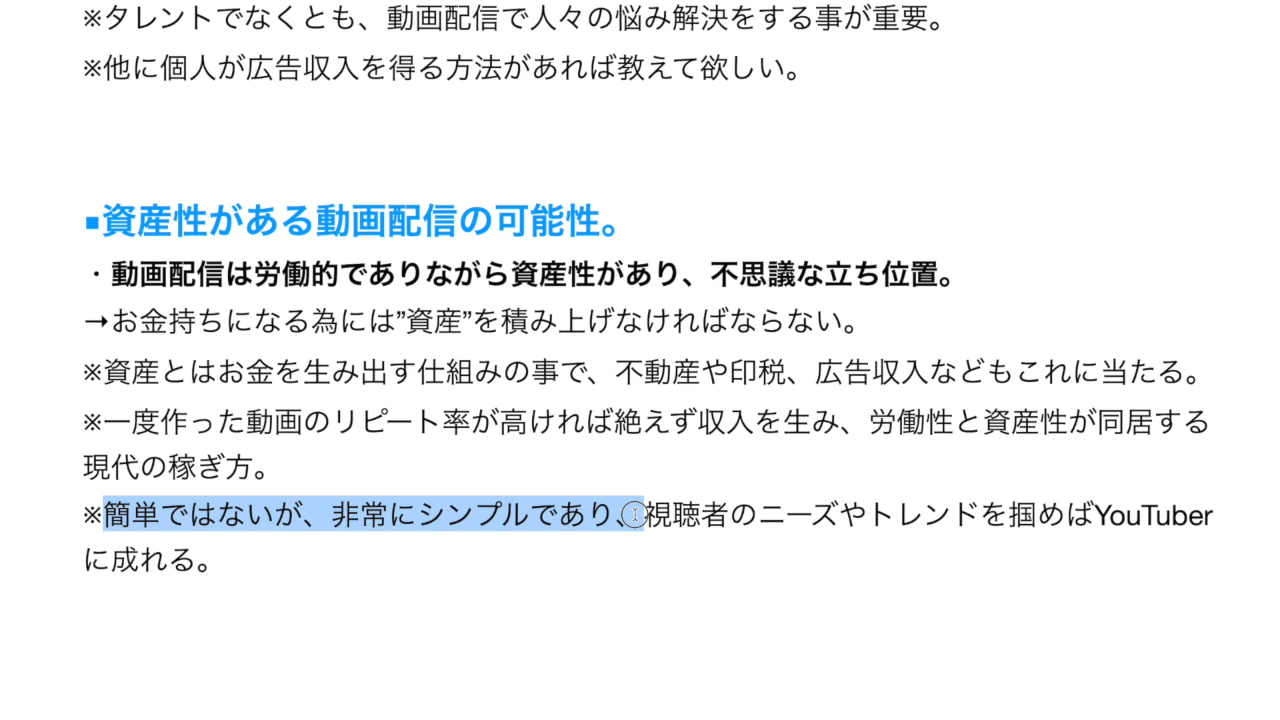 ※タレントでなくとも、動画配信で人々の悩み解決をする事が重要。
※他に個人が広告収入を得る方法があれば教えて欲しい。
▪資産性がある動画配信の可能性。
・動画配信は労働的でありながら資産性があり、不思議な立ち位置。
→お金持ちになる為には”資産”を積み上げなければならない。
※資産とはお金を生み出す仕組みの事で、不動産や印税、広告収入などもこれに当たる。
※一度作った動画のリピート率が高ければ絶えず収入を生み、労働性と資産性が同居する
現代の稼ぎ方。
※簡単ではないが、非常にシンプルであり、視聴者のニーズやトレンドを掴めばYouTuber
に成れる。